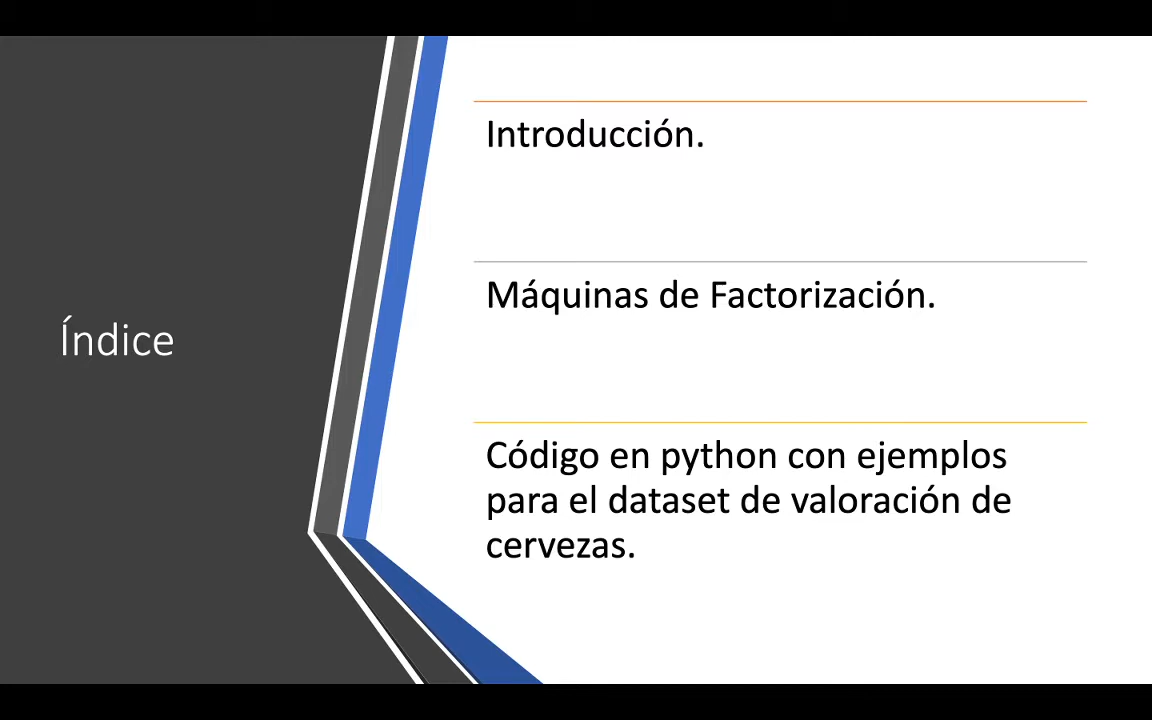 Índice
Introducción.
Máquinas de Factorización.
Código en python con ejemplos
para el dataset de valoración de
cervezas.